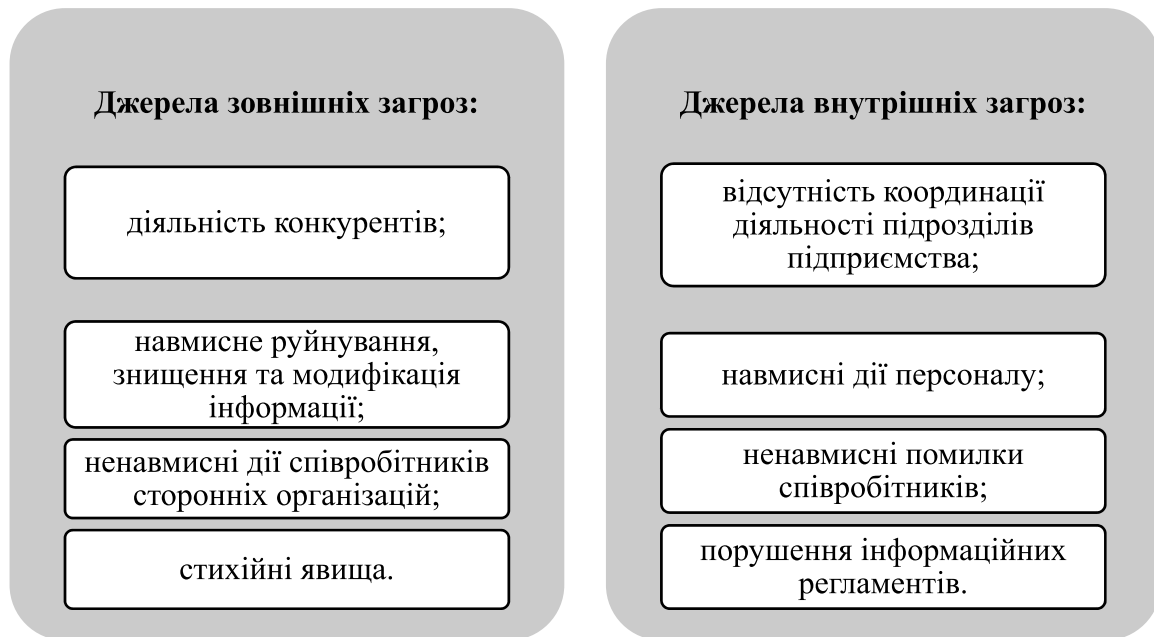 Джерела зовнішніх загроз:
діяльність конкурентів;
навмисне руйнування,
знищення та модифікація
інформації;
ненавмисні дії співробітників
сторонніх організацій;
стихійні явища.
Джерела внутрішніх загроз:
відсутність координації
діяльності підрозділів
підприємства;
навмисні дії персоналу;
ненавмисні помилки
співробітників;
порушення інформаційних
регламентів.